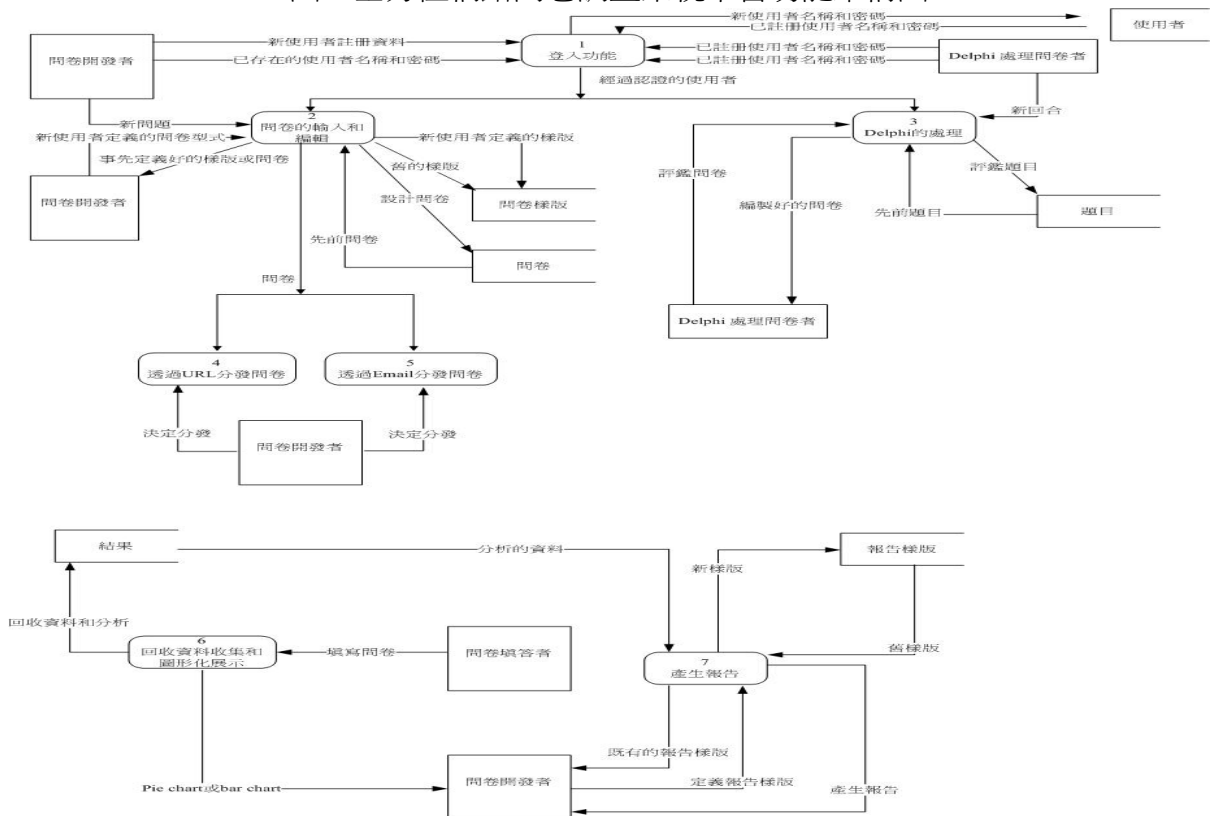 新使用者名稱和密碼
已註冊使用者名稱和密碼
使用者
問卷開發者
新使用者註冊資料
已存在的使用者名稱和密碼
1
登入功能
已註冊使用者名稱和密碼
已註冊使用者名稱和密碼
Delphi 處理問卷者
經過認證的使用者
新問題
新使用者定義的問卷型式
事先定義好的樣版或問卷
問卷開發者
2
問卷的輸入和
編輯
新使用者定義的樣版
舊的樣版
設計問卷
先前問卷
問卷樣版
問卷
問卷
新回合
3
Delphi的處理
評鑑問卷
編製好的問卷
先前題目
評鑑題目
題目
Delphi 處理問卷者
4
透過URL分發問卷
5
透過Email分發問卷
決定分發
問卷開發者
決定分發
結果
分析的資料
新樣版
報告樣版
回收資料和分析
6
回收資料收集和
圖形化展示
填寫問卷
問卷填答者
7
產生報告
舊樣版
既有的報告樣版
Pie chart或bar chart
問卷開發者
定義報告樣版
產生報告